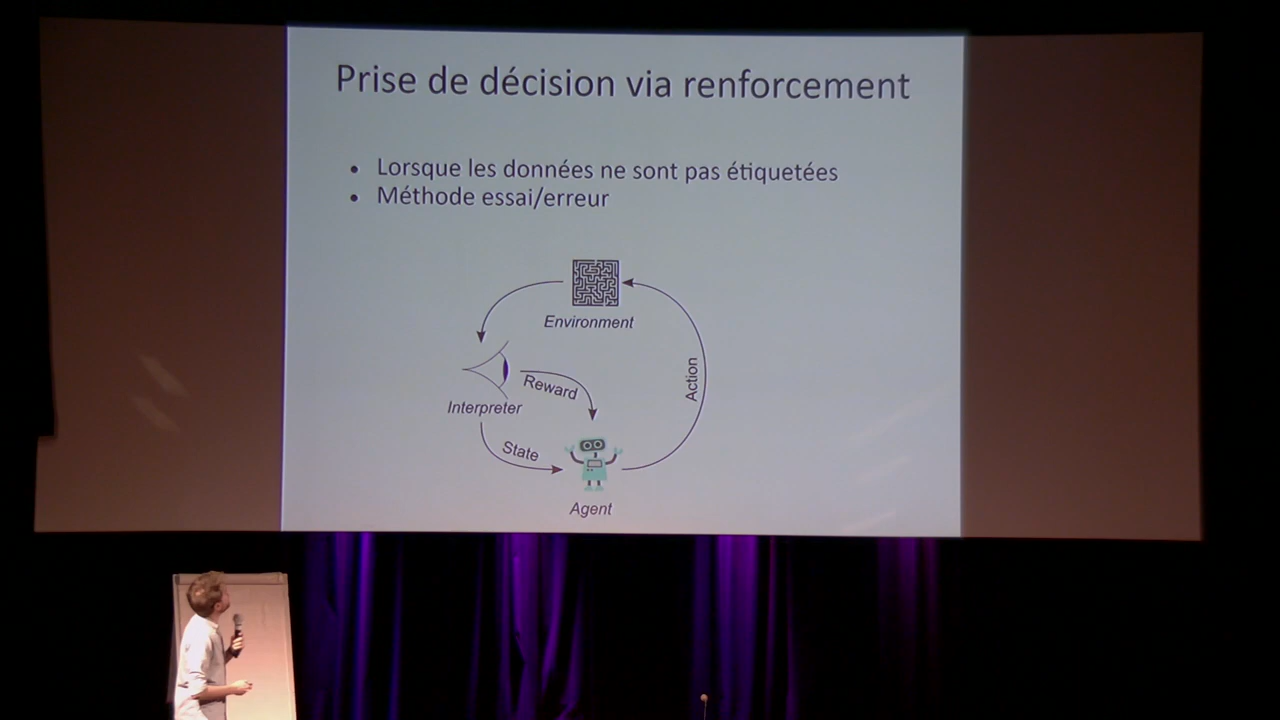 Prise de décision via renforcement
• Lorsque les données ne sont pas étiquetées
• Méthode essai/erreur
Environment
Reward
Action
Interpreter
State
Agent